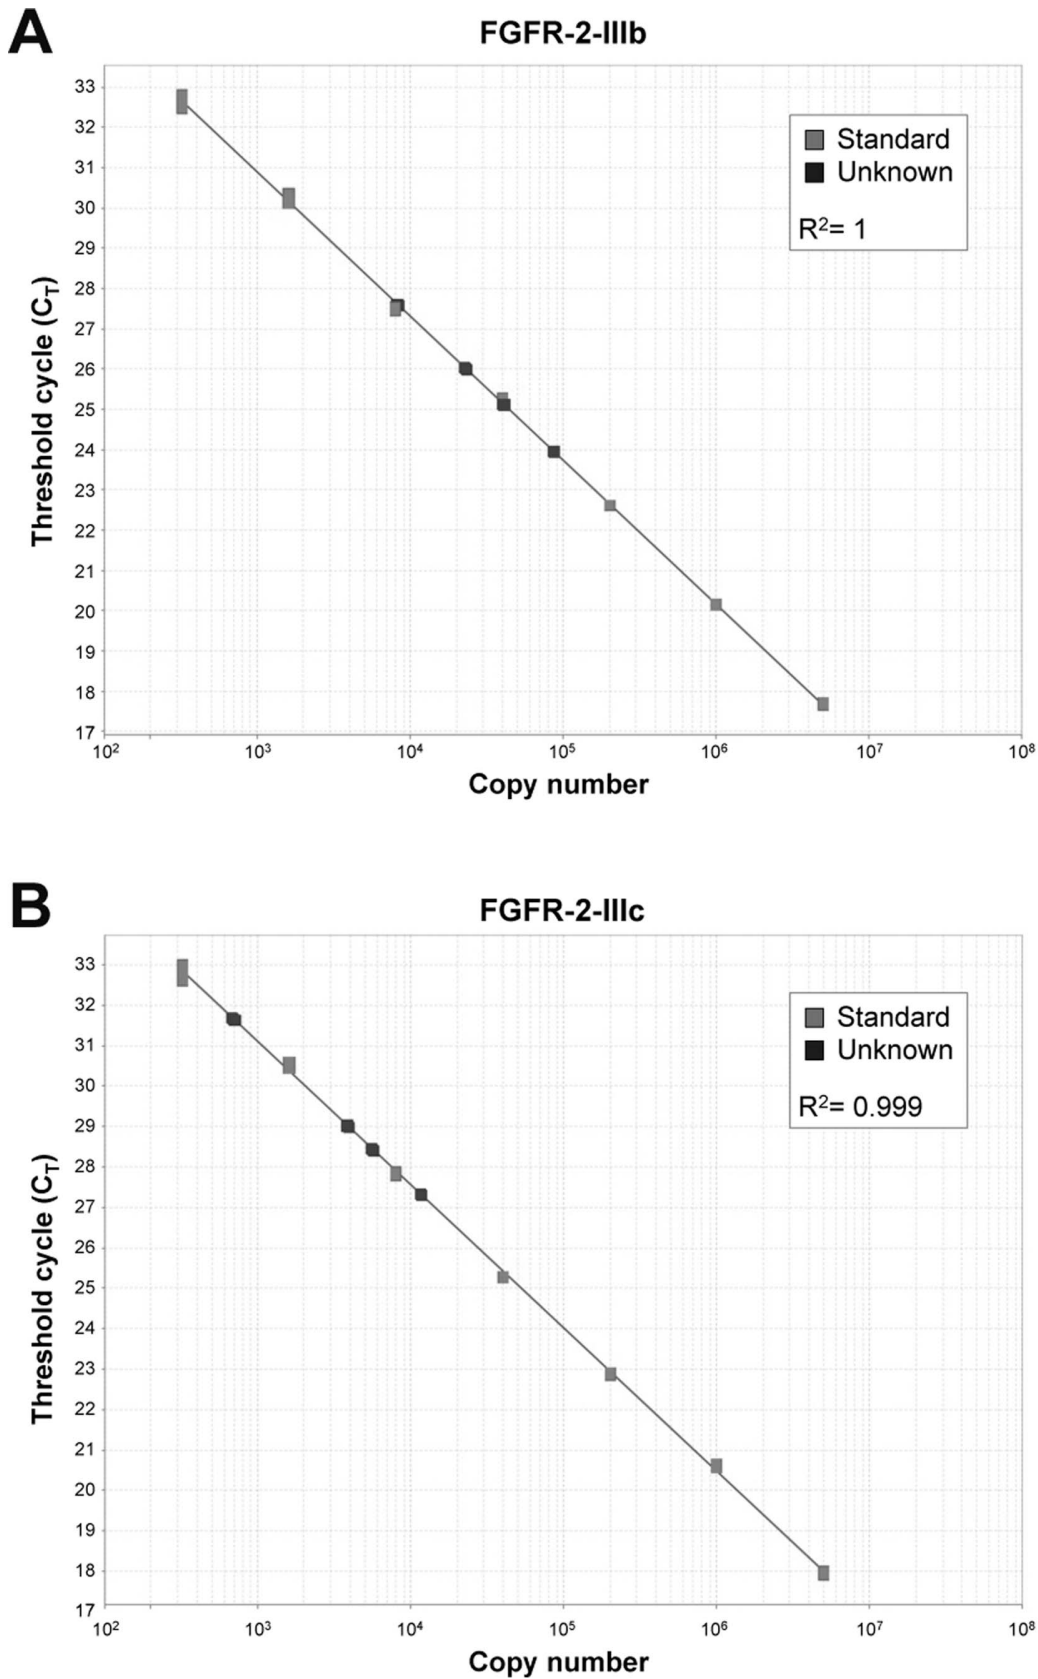 A
FGFR-2-IIIb
33
32
31
30
29
28
27
26
25
24
23
22
21
20
19
18
17
Threshold cycle (C_T)
Standard
Unknown
R²= 1
10² 10³ 10⁴ 10⁵ 10⁶ 10⁷ 10⁸
Copy number
B
FGFR-2-IIIc
33
32
31
30
29
28
27
26
25
24
23
22
21
20
19
18
17
Threshold cycle (C_T)
Standard
Unknown
R²= 0.999
10² 10³ 10⁴ 10⁵ 10⁶ 10⁷ 10⁸
Copy number